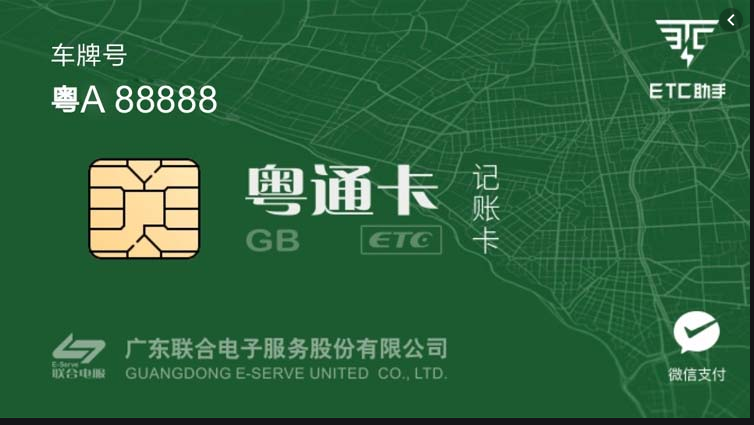 车牌号
粤A 88888
ETC助手
粤通卡
记账卡
GB
ETC
E-Serve
联合电服
广东联合电子服务股份有限公司
GUANGDONG E-SERVE UNITED CO., LTD.
微信支付